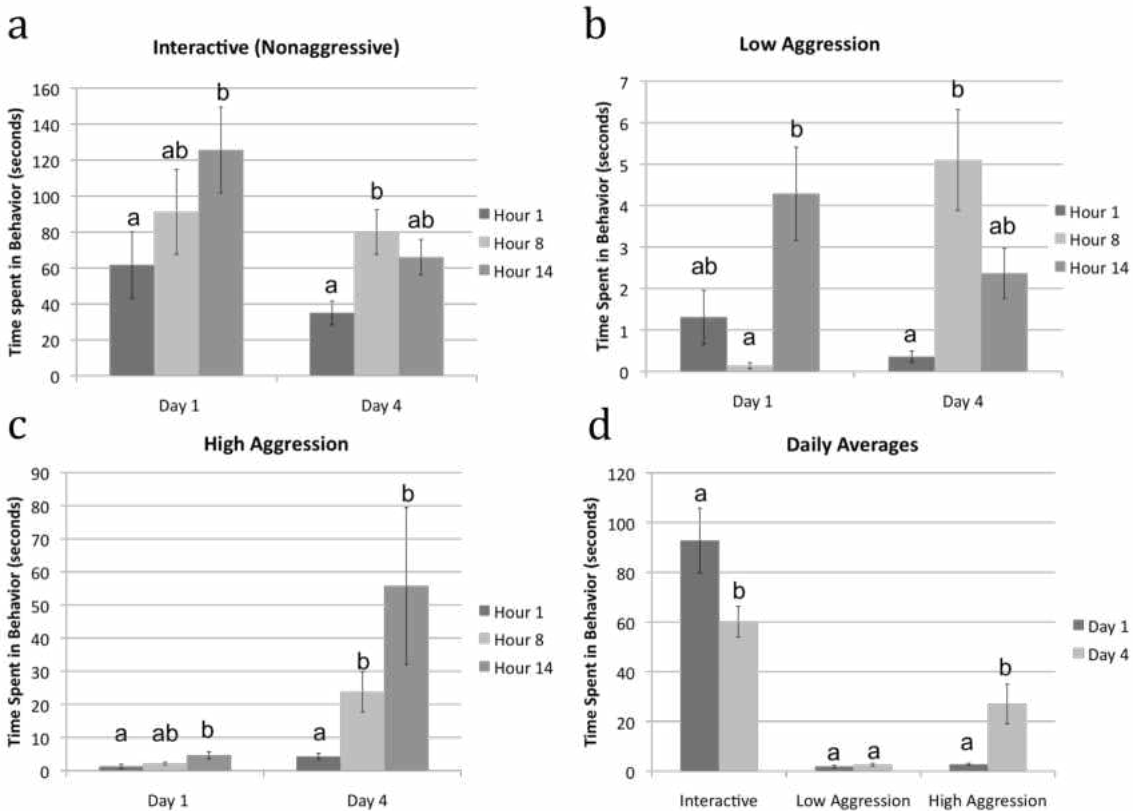 a
Interactive (Nonaggressive)
Time Spent in Behavior (seconds)
160
140
120
100
80
60
40
20
0
a
ab
b
a
b
ab
Day 1
Day 4
Hour 1
Hour 8
Hour 14
b
Low Aggression
Time Spent in Behavior (seconds)
7
6
5
4
3
2
1
0
ab
a
b
a
b
ab
Day 1
Day 4
Hour 1
Hour 8
Hour 14
c
High Aggression
Time Spent in Behavior (seconds)
90
80
70
60
50
40
30
20
10
0
a
ab
b
a
b
b
Day 1
Day 4
Hour 1
Hour 8
Hour 14
d
Daily Averages
Time Spent in Behavior (seconds)
120
100
80
60
40
20
0
a
b
a
a
a
b
Interactive
Low Aggression
High Aggression
Day 1
Day 4